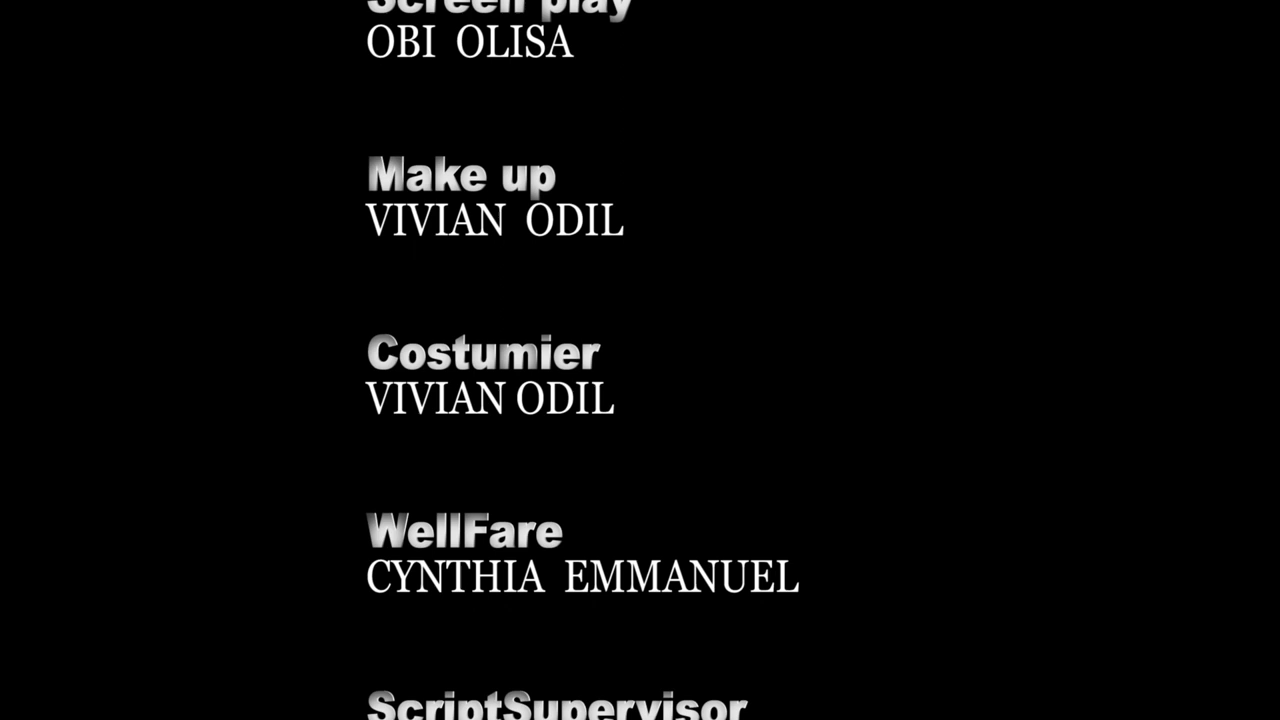 Screen play
OBI OLISA
Make up
VIVIAN ODIL
Costumier
VIVIAN ODIL
WellFare
CYNTHIA EMMANUEL
ScriptSupervisor